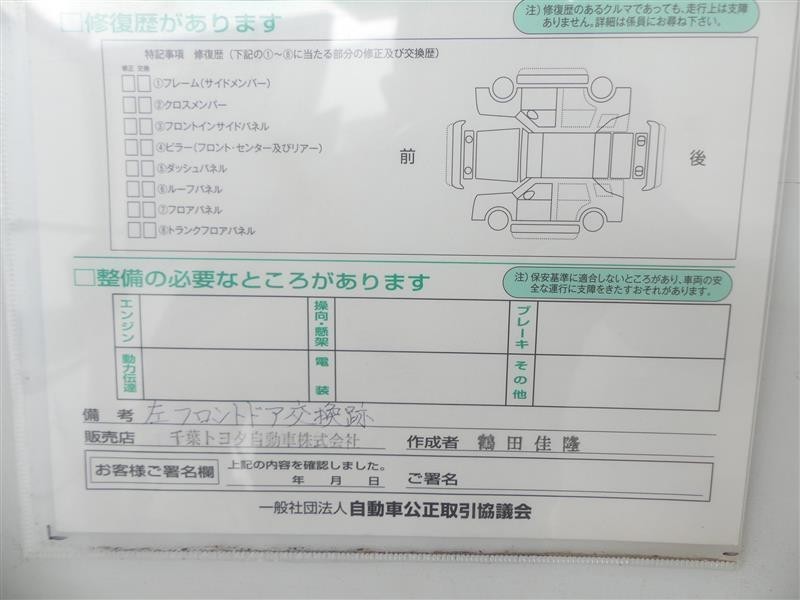 □修復歴があります
注）修復歴のあるクルマであっても、走行上は支障
ありません。詳細は係員にお尋ね下さい。
特記事項 修復歴（下記の①〜⑧に当たる部分の修正及び交換歴）
修正 交換
①フレーム（サイドメンバー）
②クロスメンバー
③フロントインサイドパネル
④ピラー（フロント・センター及びリアー）
⑤ダッシュパネル
⑥ルーフパネル
⑦フロアパネル
⑧トランクフロアパネル
前
後
□整備の必要なところがあります
注）保安基準に適合しないところがあり、車両の安
全な運行に支障をきたすおそれがあります。
エンジン
操向・懸架
ブレーキ
動力伝達
電装
その他
備考 左フロントドア交換跡
販売店 千葉トヨタ自動車株式会社 作成者 鶴田佳隆
お客様ご署名欄 上記の内容を確認しました。
年 月 日 ご署名
一般社団法人 自動車公正取引協議会